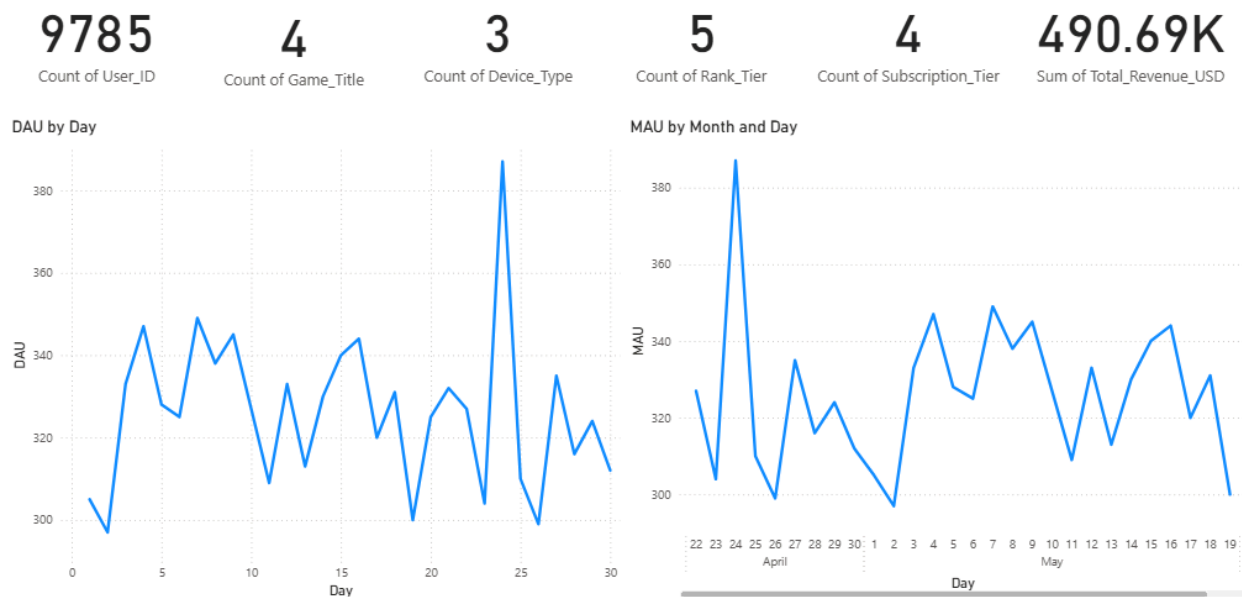 9785
Count of User_ID
4
Count of Game_Title
3
Count of Device_Type
5
Count of Rank_Tier
4
Count of Subscription_Tier
490.69K
Sum of Total_Revenue_USD
DAU by Day
380
360
340
320
300
DAU
0 5 10 15 20 25 30
Day
MAU by Month and Day
380
360
340
320
300
MAU
22 23 24 25 26 27 28 29 30 1 2 3 4 5 6 7 8 9 10 11 12 13 14 15 16 17 18 19
April May
Day